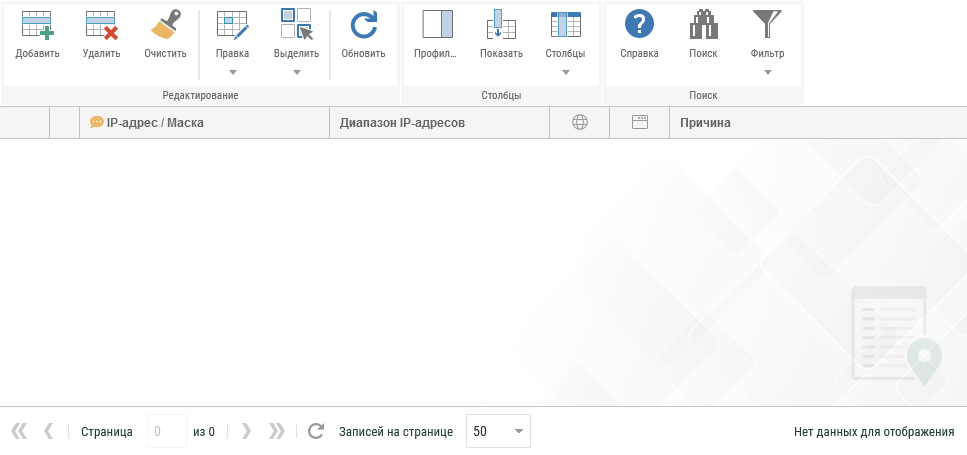 Добавить Удалить Очистить Правка Выделить Обновить Профил... Показать Столбцы Справка Поиск Фильтр
Редактирование Столбцы Поиск
IP-адрес / Маска Диапазон IP-адресов Причина
Страница 0 из 0 Записей на странице 50 Нет данных для отображения